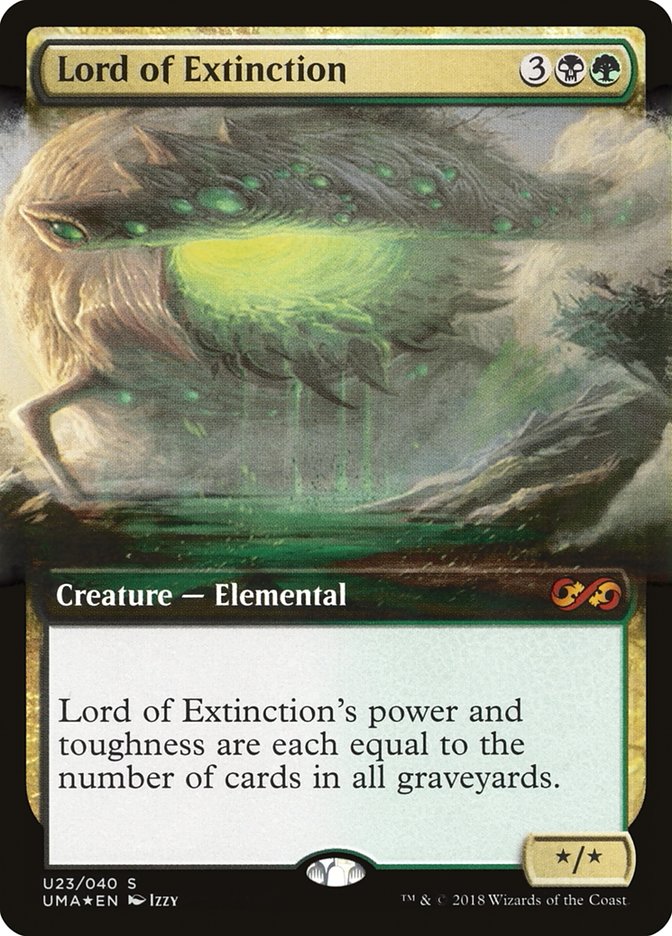 Lord of Extinction 3
Creature — Elemental
Lord of Extinction's power and
toughness are each equal to the
number of cards in all graveyards.
*/*
U23/040 S
UMA★EN Izzy
™ & © 2018 Wizards of the Coast